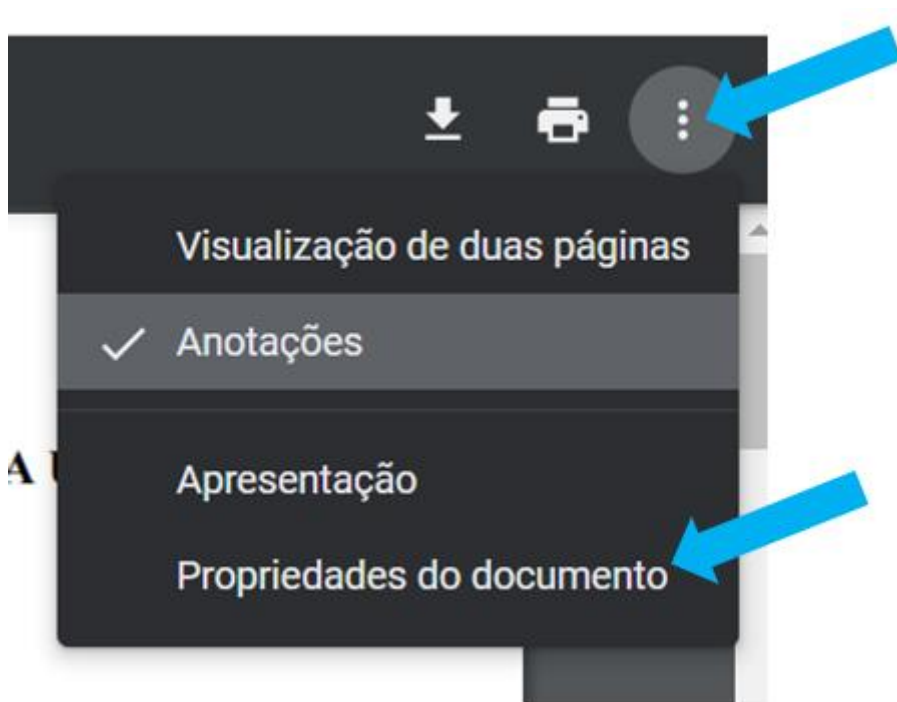 Visualização de duas páginas
Anotações
A
Apresentação
Propriedades do documento